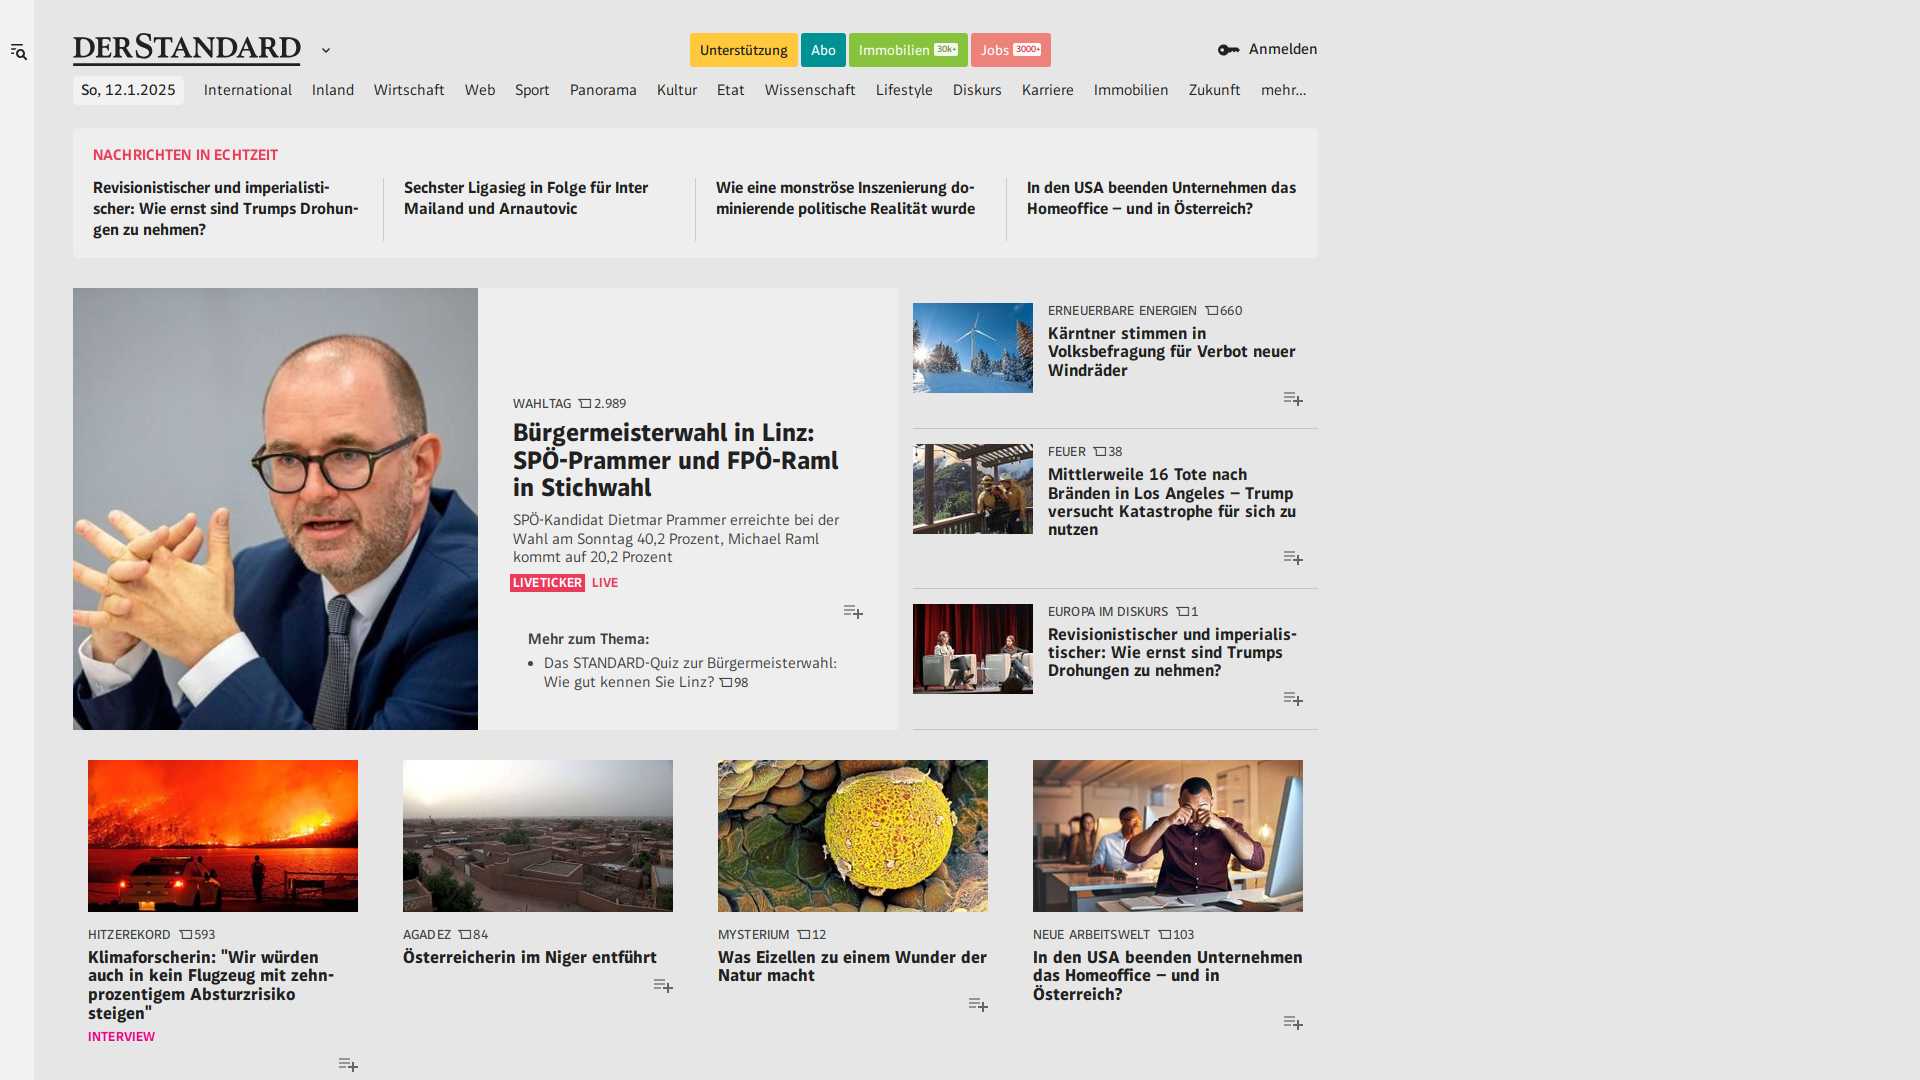 DERSTANDARD
Unterstützung
Abo
Immobilien 30k+
Jobs 3000+
Anmelden
So, 12.1.2025
International
Inland
Wirtschaft
Web
Sport
Panorama
Kultur
Etat
Wissenschaft
Lifestyle
Diskurs
Karriere
Immobilien
Zukunft
mehr...
NACHRICHTEN IN ECHTZEIT
Revisionistischer und imperialisti-
scher: Wie ernst sind Trumps Drohun-
gen zu nehmen?
Sechster Ligasieg in Folge für Inter
Mailand und Arnautovic
Wie eine monströse Inszenierung do-
minierende politische Realität wurde
In den USA beenden Unternehmen das
Homeoffice – und in Österreich?
WAHLTAG 2.989
Bürgermeisterwahl in Linz:
SPÖ-Prammer und FPÖ-Raml
in Stichwahl
SPÖ-Kandidat Dietmar Prammer erreichte bei der
Wahl am Sonntag 40,2 Prozent, Michael Raml
kommt auf 20,2 Prozent
LIVETICKER LIVE
Mehr zum Thema:
• Das STANDARD-Quiz zur Bürgermeisterwahl:
Wie gut kennen Sie Linz? 98
ERNEUERBARE ENERGIEN 660
Kärntner stimmen in
Volksbefragung für Verbot neuer
Windräder
FEUER 38
Mittlerweile 16 Tote nach
Bränden in Los Angeles – Trump
versucht Katastrophe für sich zu
nutzen
EUROPA IM DISKURS 1
Revisionistischer und imperialis-
tischer: Wie ernst sind Trumps
Drohungen zu nehmen?
HITZEREKORD 593
Klimaforscherin: "Wir würden
auch in kein Flugzeug mit zehn-
prozentigem Absturzrisiko
steigen"
INTERVIEW
AGADEZ 84
Österreicherin im Niger entführt
MYSTERIUM 12
Was Eizellen zu einem Wunder der
Natur macht
NEUE ARBEITSWELT 103
In den USA beenden Unternehmen
das Homeoffice – und in
Österreich?